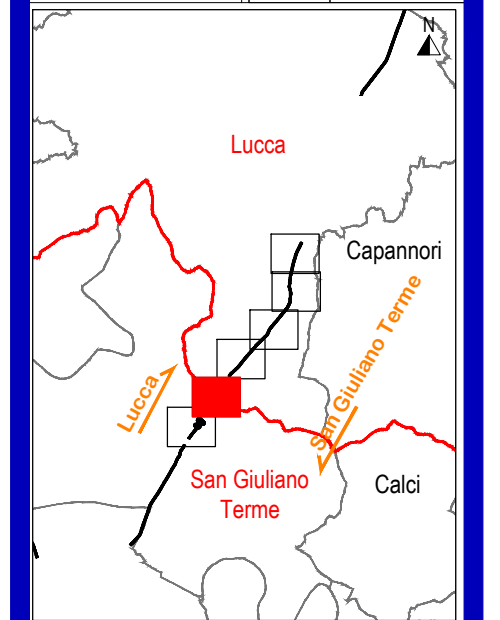 N
Lucca
Capannori
San Giuliano Terme
Lucca
San Giuliano
Terme
Calci